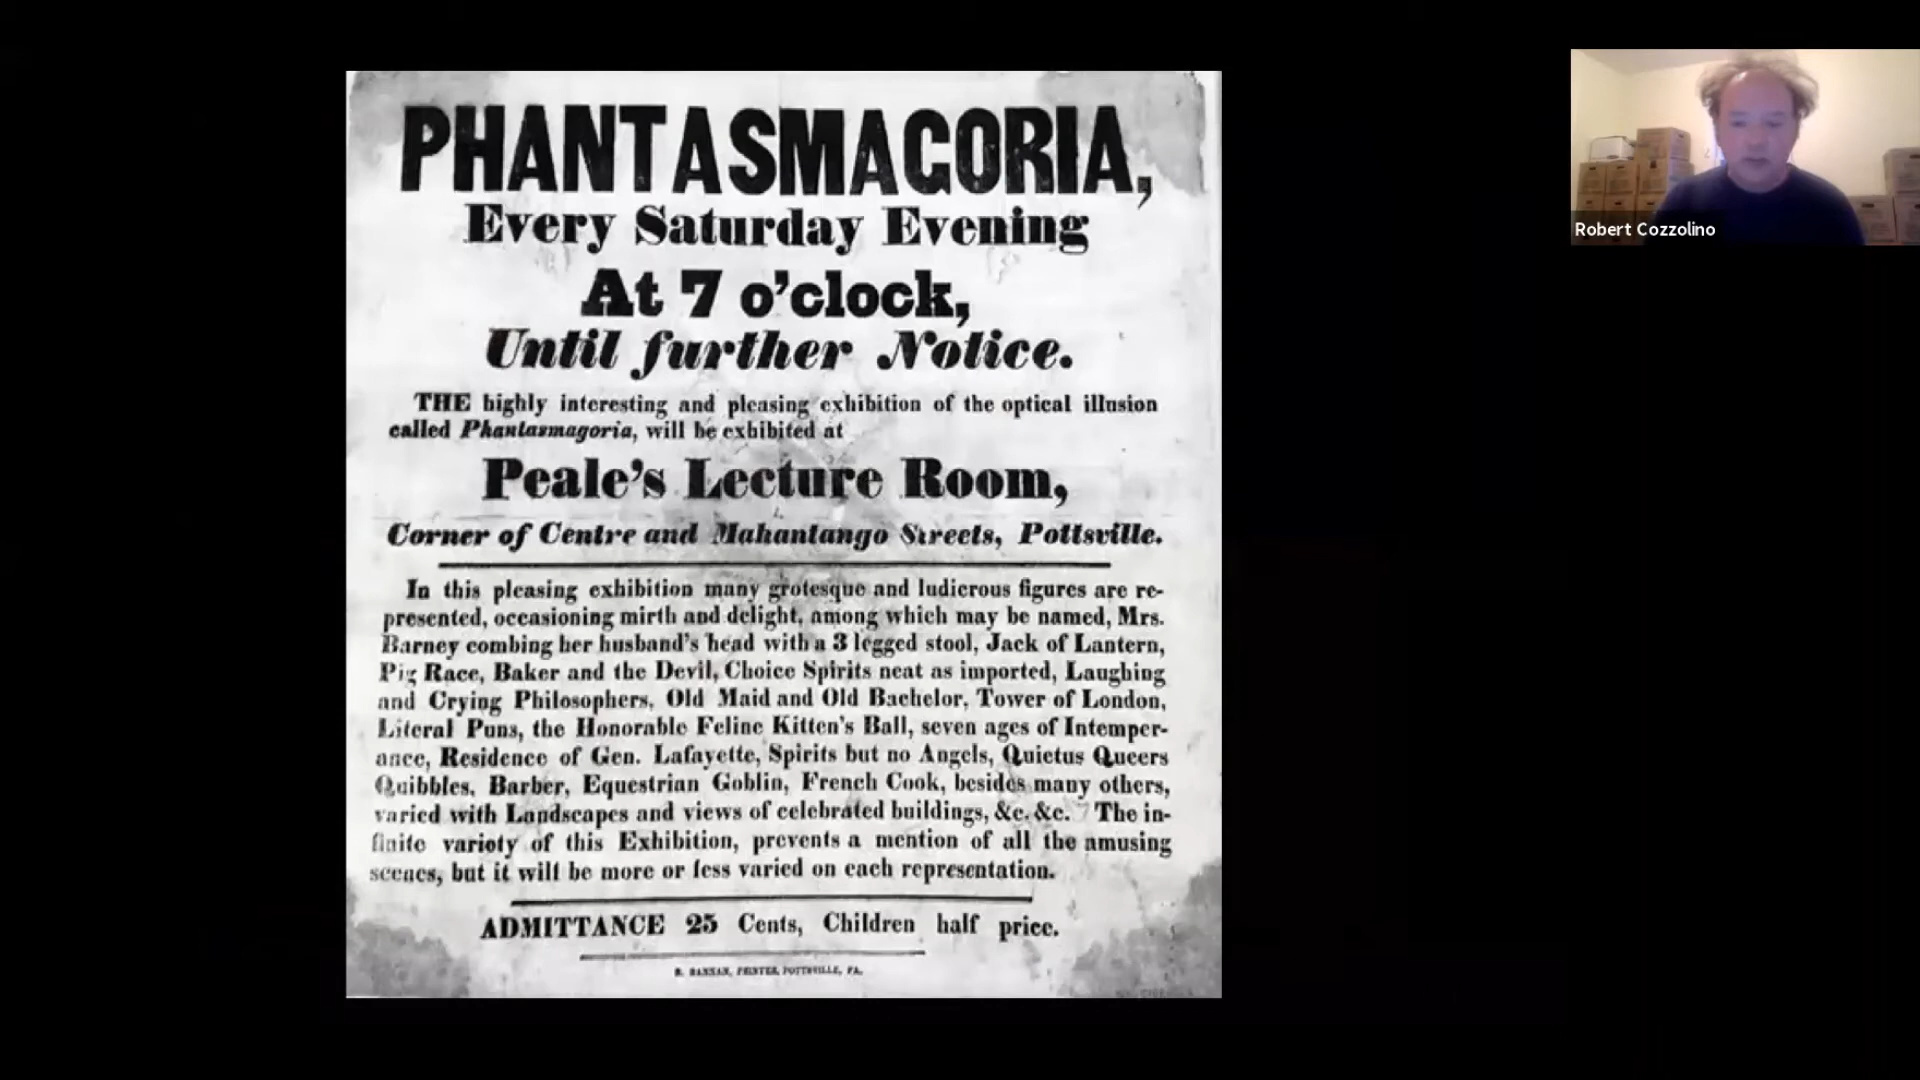 PHANTASMAGORIA,
Every Saturday Evening
At 7 o'clock,
Until further Notice.
THE highly interesting and pleasing exhibition of the optical illusion
called Phantasmagoria, will be exhibited at
Peale's Lecture Room,
Corner of Centre and Mahantango Streets, Pottsville.
In this pleasing exhibition many grotesque and ludicrous figures are re-
presented, occasioning mirth and delight, among which may be named, Mrs.
Barney combing her husband's head with a 3 legged stool, Jack of Lantern,
Pig Race, Baker and the Devil, Choice Spirits neat as imported, Laughing
and Crying Philosophers, Old Maid and Old Bachelor, Tower of London,
Literal Puns, the Honorable Feline Kitten's Ball, seven ages of Intemper-
ance, Residence of Gen. Lafayette, Spirits but no Angels, Quietus Queers
Quibbles, Barber, Equestrian Goblin, French Cook, besides many others,
varied with Landscapes and views of celebrated buildings, &c. &c. The in-
finite variety of this Exhibition, prevents a mention of all the amusing
scenes, but it will be more or less varied on each representation.
ADMITTANCE 25 Cents, Children half price.
B. BANNAN, PRINTER, POTTSVILLE, PA.
Robert Cozzolino